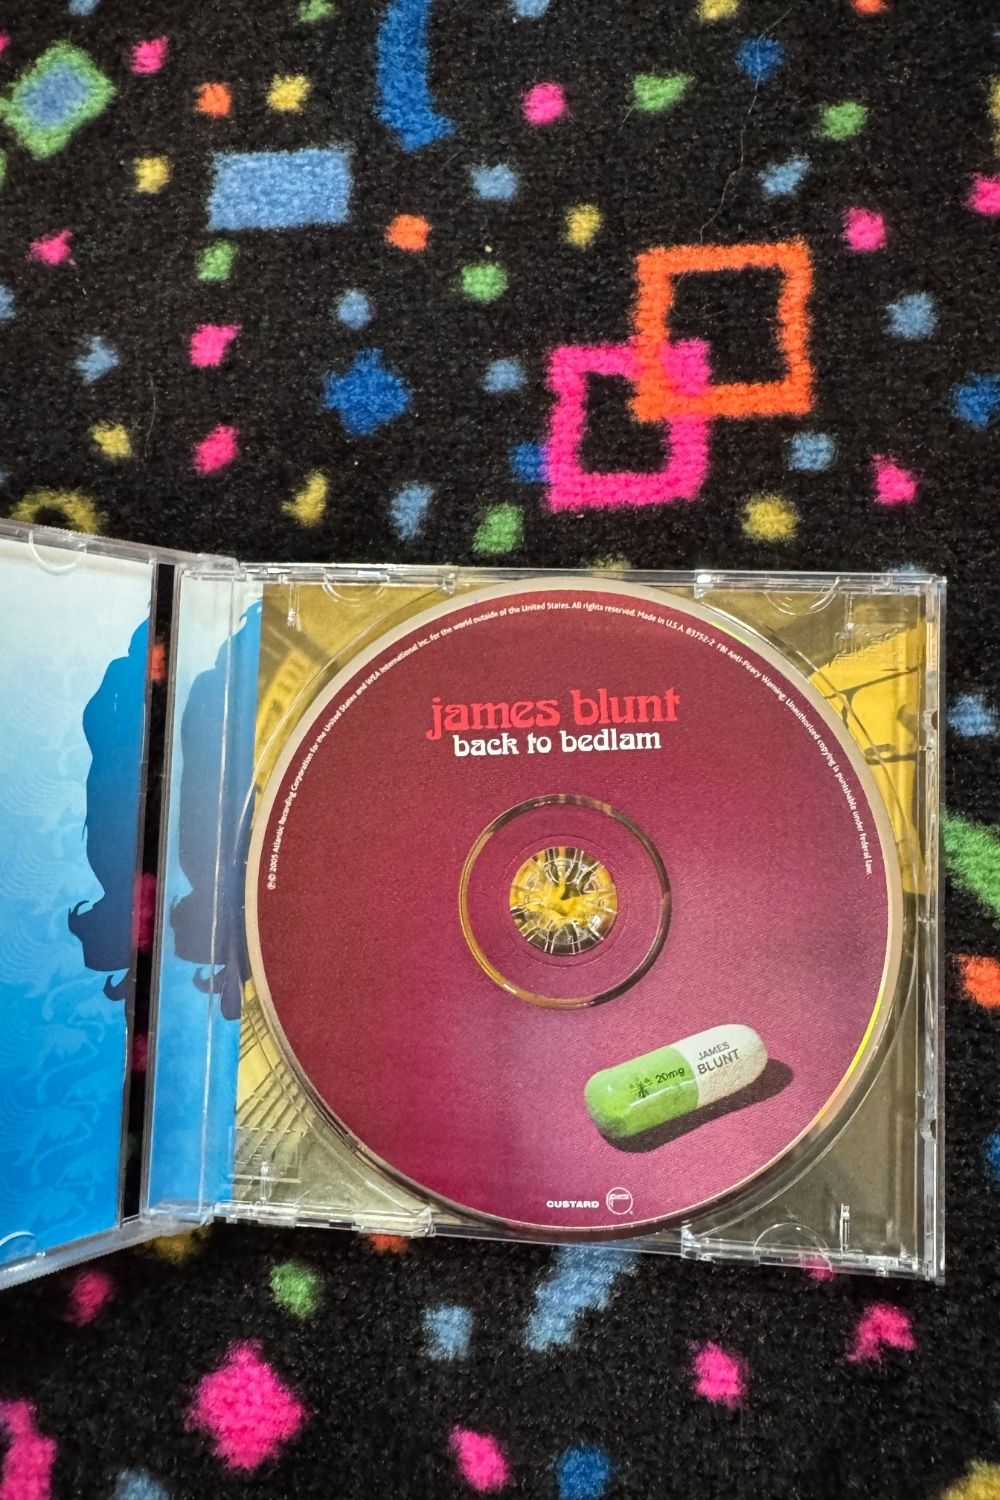 ℗© 2005 Atlantic Recording Corporation for the United States and WEA International Inc. for the world outside of the United States. All rights reserved. Made in U.S.A. 83752-2 FBI Anti-Piracy Warning: Unauthorized copying is punishable under federal law.
james blunt
back to bedlam
20mg
JAMES
BLUNT
CUSTARD